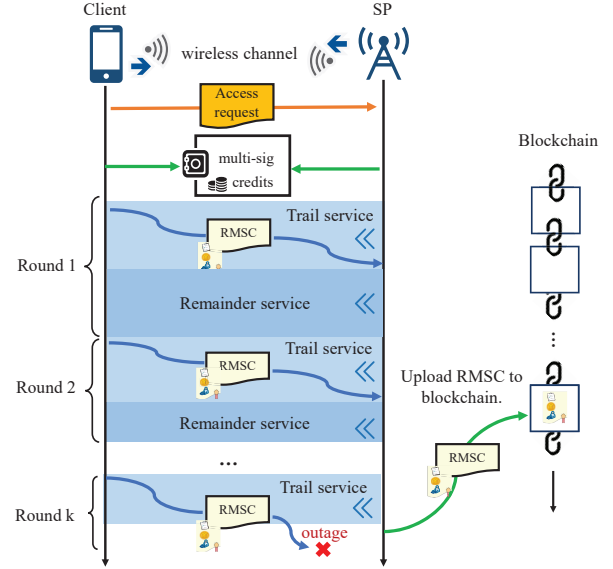 Client
SP
wireless channel
Access
request
multi-sig
credits
Blockchain
Round 1
Trail service
RMSC
Remainder service
Round 2
Trail service
RMSC
Remainder service
...
Round k
Trail service
RMSC
outage
Upload RMSC to
blockchain.
RMSC
...